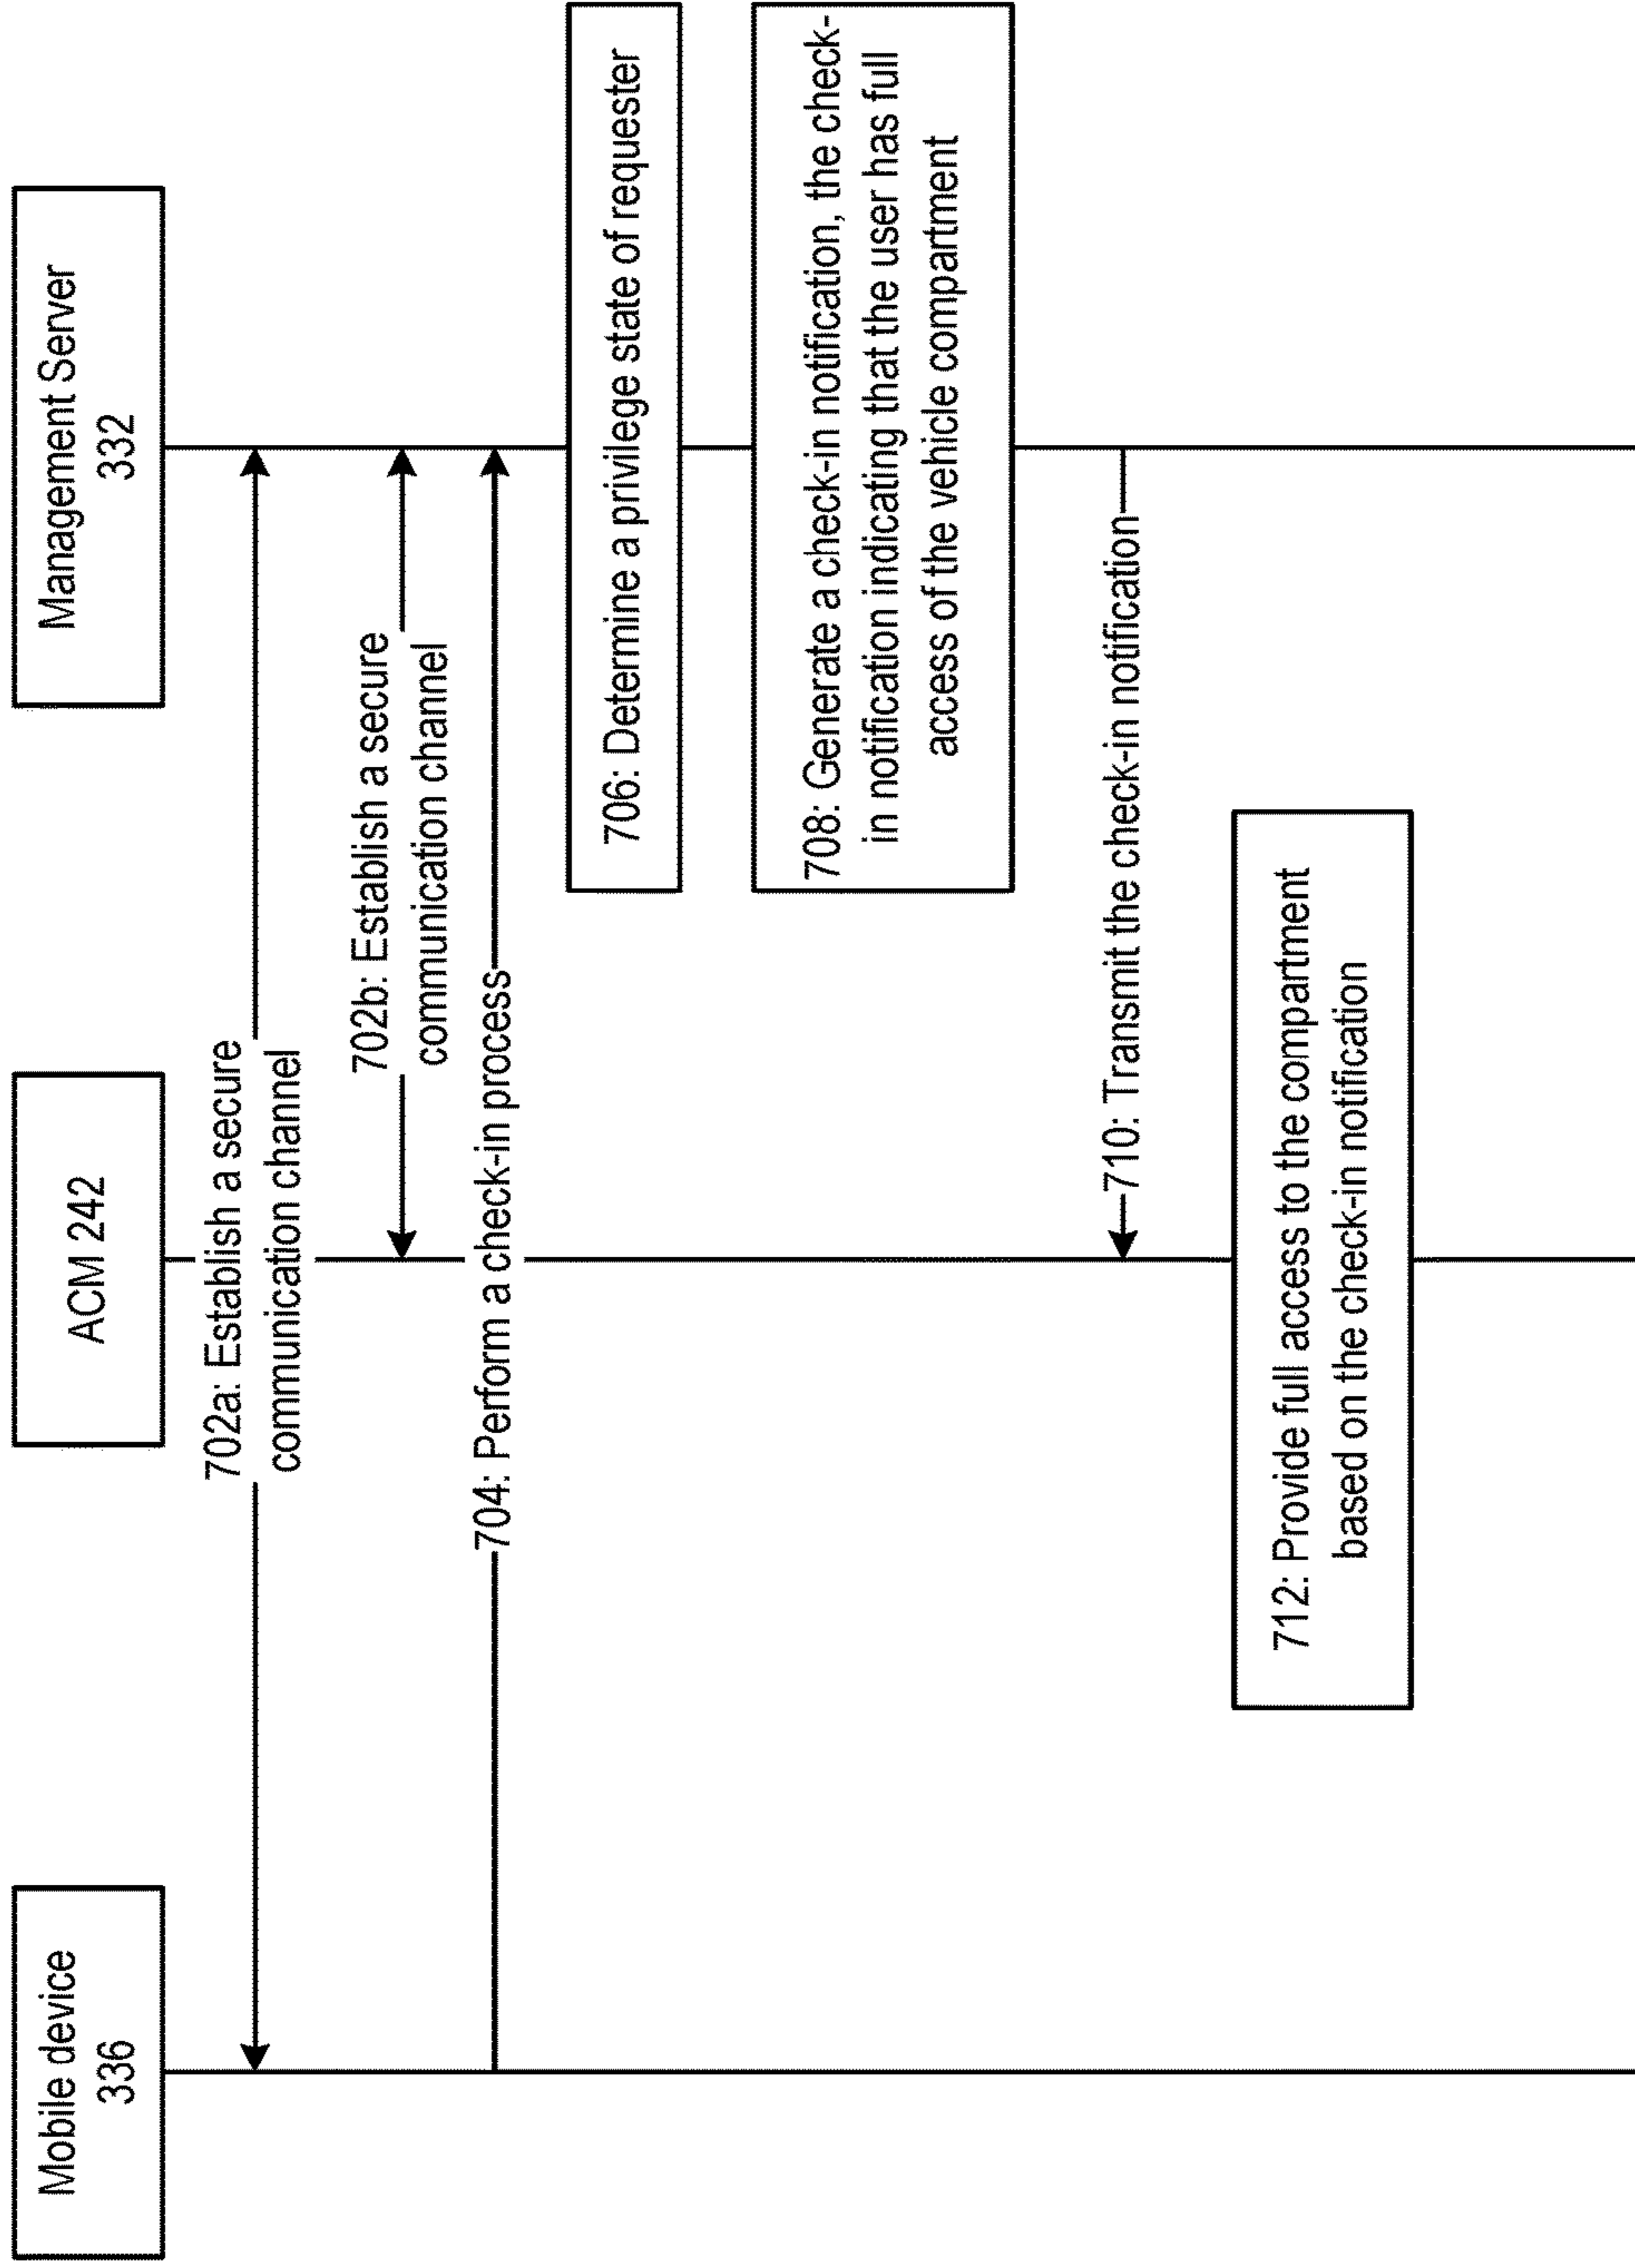 Mobile device
336
ACM 242
Management Server
332
702a: Establish a secure
communication channel
702b: Establish a secure
communication channel
704: Perform a check-in process
706: Determine a privilege state of requester
708: Generate a check-in notification, the check-
in notification indicating that the user has full
access of the vehicle compartment
710: Transmit the check-in notification
712: Provide full access to the compartment
based on the check-in notification